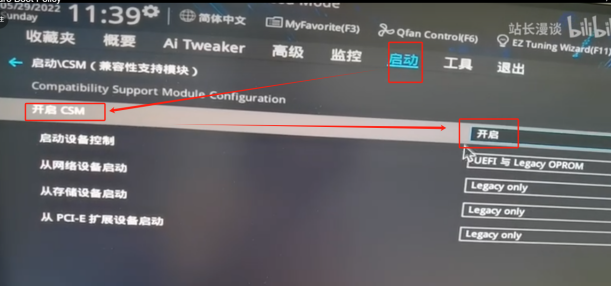 05/29/2022
unday
11:39
简体中文
MyFavorite(F3)
Qfan Control(F6)
站长漫谈 bilibili
EZ Tuning Wizard(F11)
收藏夹 概要 Ai Tweaker 高级 监控 启动 工具 退出
启动\CSM（兼容性支持模块）
Compatibility Support Module Configuration
开启 CSM 开启
启动设备控制 UEFI 与 Legacy OPROM
从网络设备启动 Legacy only
从存储设备启动 Legacy only
从 PCI-E 扩展设备启动 Legacy only